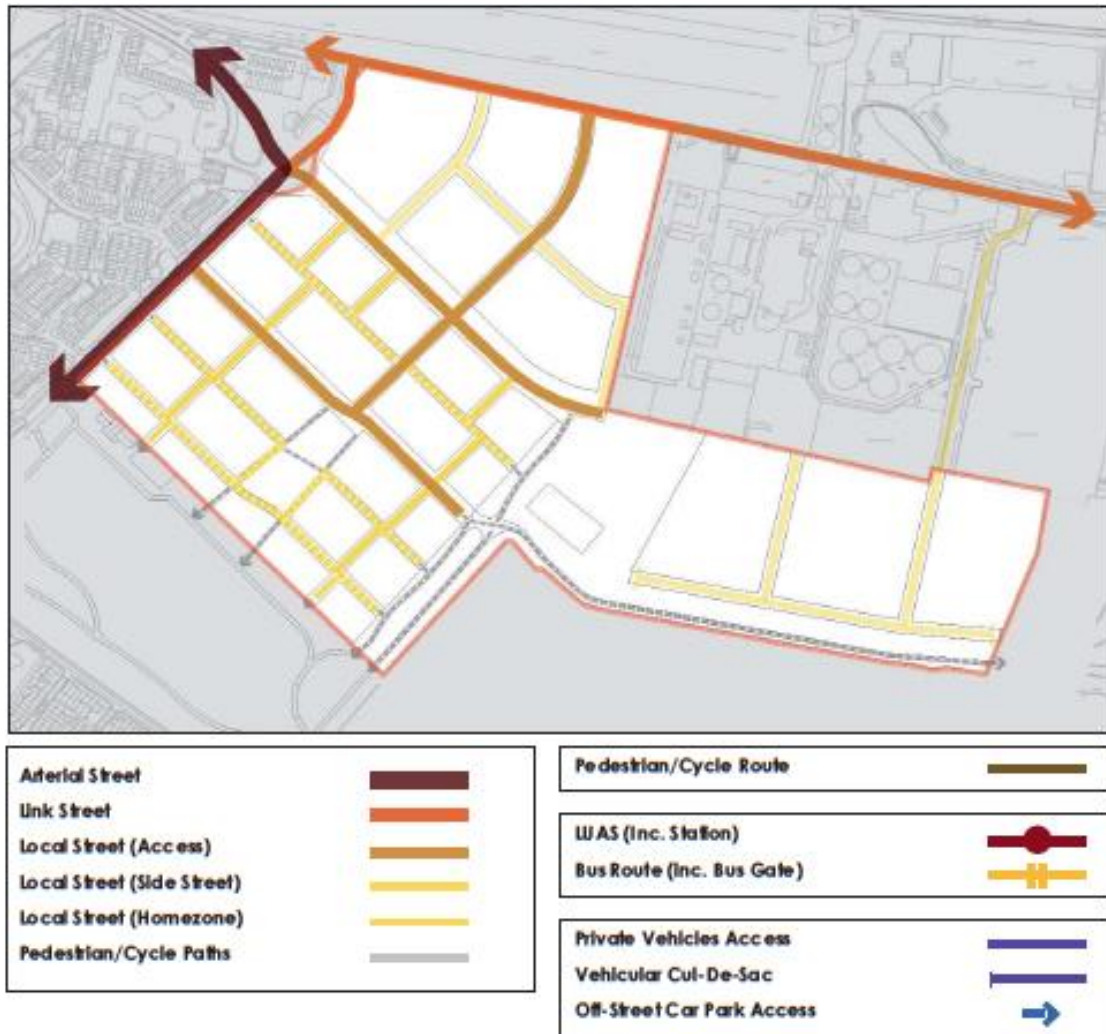 Arterial Street
Link Street
Local Street (Access)
Local Street (Side Street)
Local Street (Homezone)
Pedestrian/Cycle Paths
Pedestrian/Cycle Route
LUAS (Inc. Station)
Bus Route (Inc. Bus Gate)
Private Vehicles Access
Vehicular Cul-De-Sac
Off-Street Car Park Access